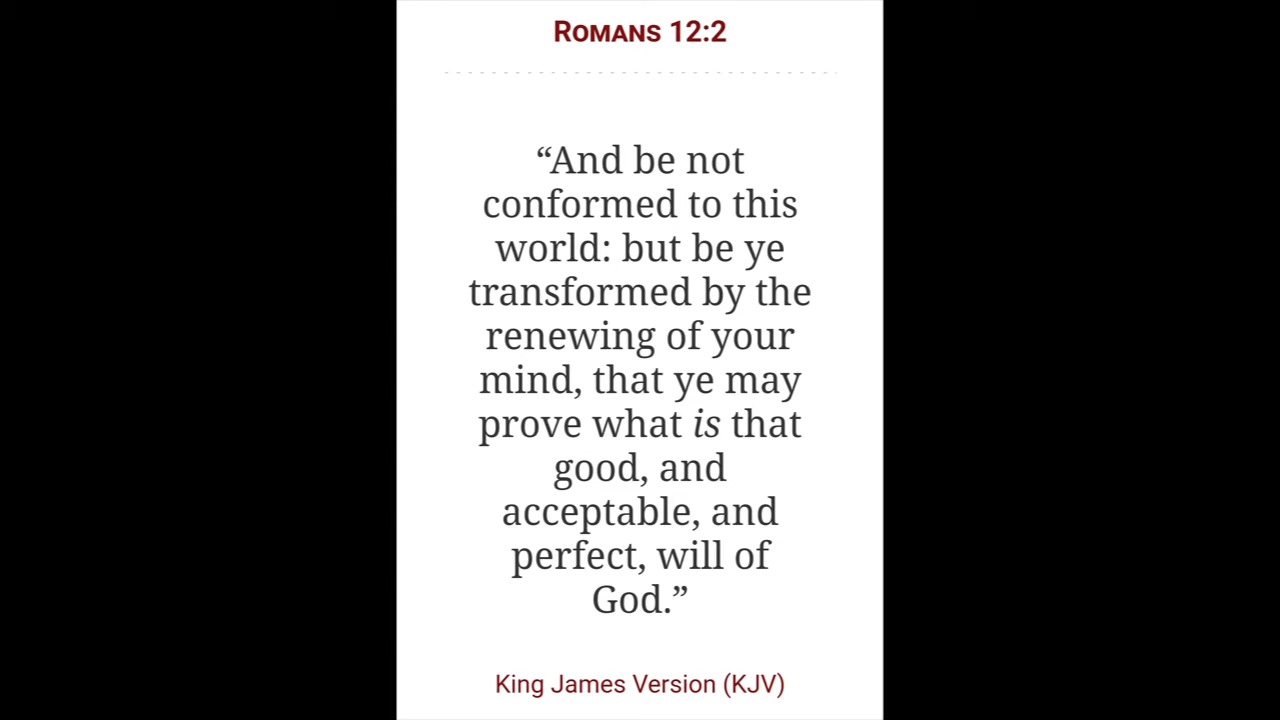 Romans 12:2
“And be not
conformed to this
world: but be ye
transformed by the
renewing of your
mind, that ye may
prove what is that
good, and
acceptable, and
perfect, will of
God.”
King James Version (KJV)